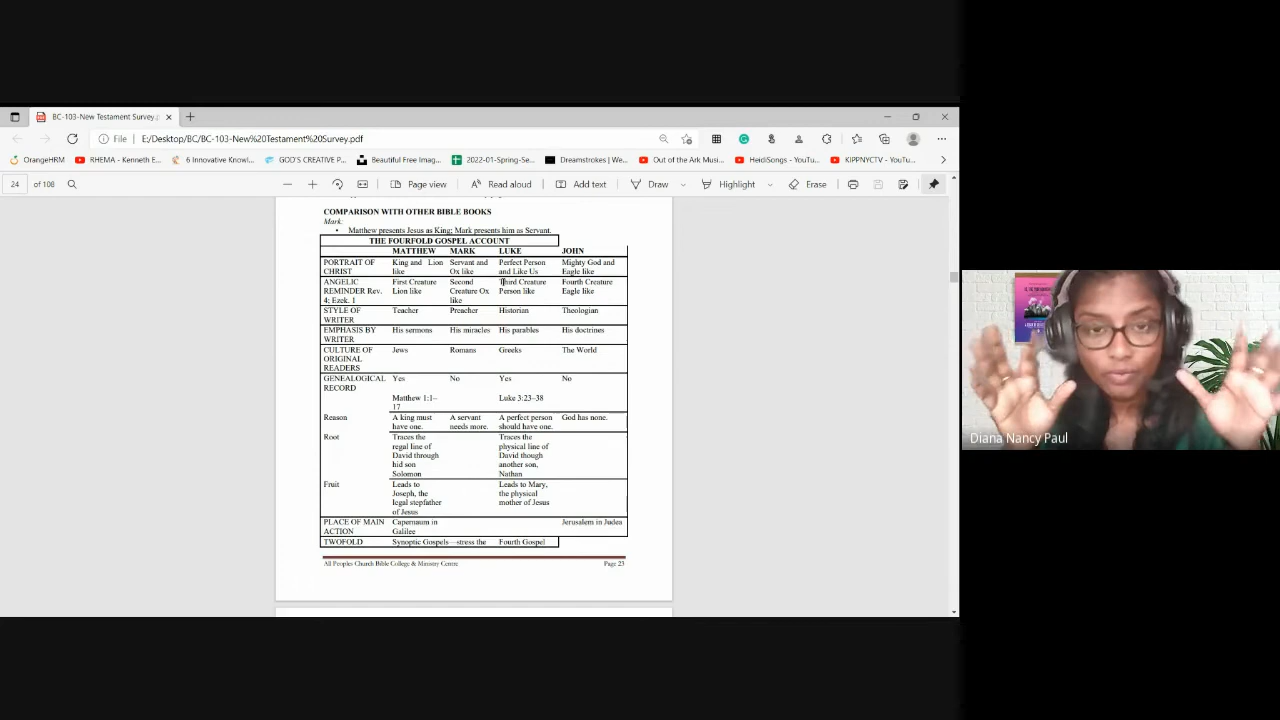 BC-103-New Testament Survey.p
File E:/Desktop/BC/BC-103-New%20Testament%20Survey.pdf
OrangeHRM RHEMA - Kenneth E... 6 Innovative Knowl... GOD'S CREATIVE P... Beautiful Free Imag... 2022-01-Spring-Se... Dreamstrokes | We... Out of the Ark Musi... HeidiSongs - YouTu... KIPPNYCTV - YouTu...
24 of 108 Page view Read aloud Add text Draw Highlight Erase
COMPARISON WITH OTHER BIBLE BOOKS
Mark:
• Matthew presents Jesus as King; Mark presents him as Servant.
THE FOURFOLD GOSPEL ACCOUNT
MATTHEW MARK LUKE JOHN
PORTRAIT OF King and Lion Servant and Perfect Person Mighty God and
CHRIST like Ox like and Like Us Eagle like
ANGELIC First Creature Second Third Creature Fourth Creature
REMINDER Rev. Lion like Creature Ox Person like Eagle like
4; Ezek. 1 like
STYLE OF Teacher Preacher Historian Theologian
WRITER
EMPHASIS BY His sermons His miracles His parables His doctrines
WRITER
CULTURE OF Jews Romans Greeks The World
ORIGINAL
READERS
GENEALOGICAL Yes No Yes No
RECORD
Matthew 1:1– Luke 3:23–38
17
Reason A king must A servant A perfect person God has none.
have one. needs more. should have one.
Root Traces the Traces the
regal line of physical line of
David through David though
hid son another son,
Solomon Nathan
Fruit Leads to Leads to Mary,
Joseph, the the physical
legal stepfather mother of Jesus
of Jesus
PLACE OF MAIN Capernaum in Jerusalem in Judea
ACTION Galilee
TWOFOLD Synoptic Gospels—stress the Fourth Gospel
All Peoples Church Bible College & Ministry Centre Page 23
Diana Nancy Paul